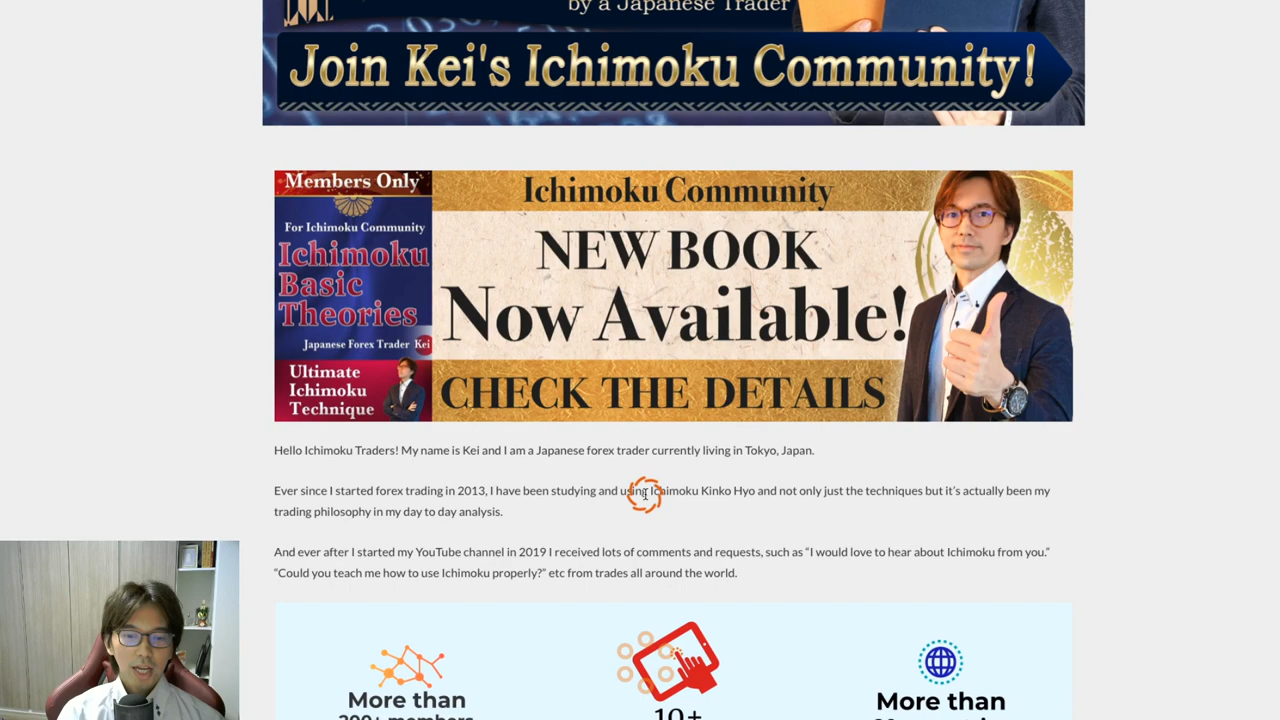 by a Japanese Trader
Join Kei's Ichimoku Community!
Members Only
For Ichimoku Community
Ichimoku
Basic
Theories
Japanese Forex Trader Kei
Ultimate
Ichimoku
Technique
Ichimoku Community
NEW BOOK
Now Available!
CHECK THE DETAILS
Hello Ichimoku Traders! My name is Kei and I am a Japanese forex trader currently living in Tokyo, Japan.
Ever since I started forex trading in 2013, I have been studying and using Ichimoku Kinko Hyo and not only just the techniques but it’s actually been my
trading philosophy in my day to day analysis.
And ever after I started my YouTube channel in 2019 I received lots of comments and requests, such as “I would love to hear about Ichimoku from you.”
“Could you teach me how to use Ichimoku properly?” etc from trades all around the world.
More than
200+ members
10+
More than